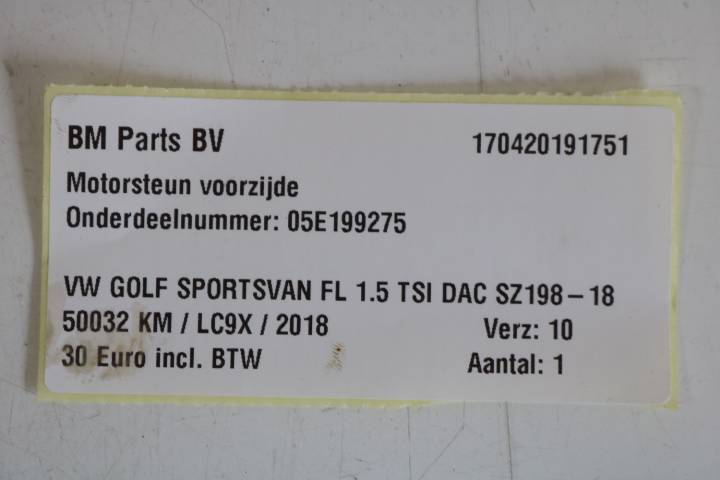 BM Parts BV 170420191751
Motorsteun voorzijde
Onderdeelnummer: 05E199275
VW GOLF SPORTSVAN FL 1.5 TSI DAC SZ198-18
50032 KM / LC9X / 2018 Verz: 10
30 Euro incl. BTW Aantal: 1